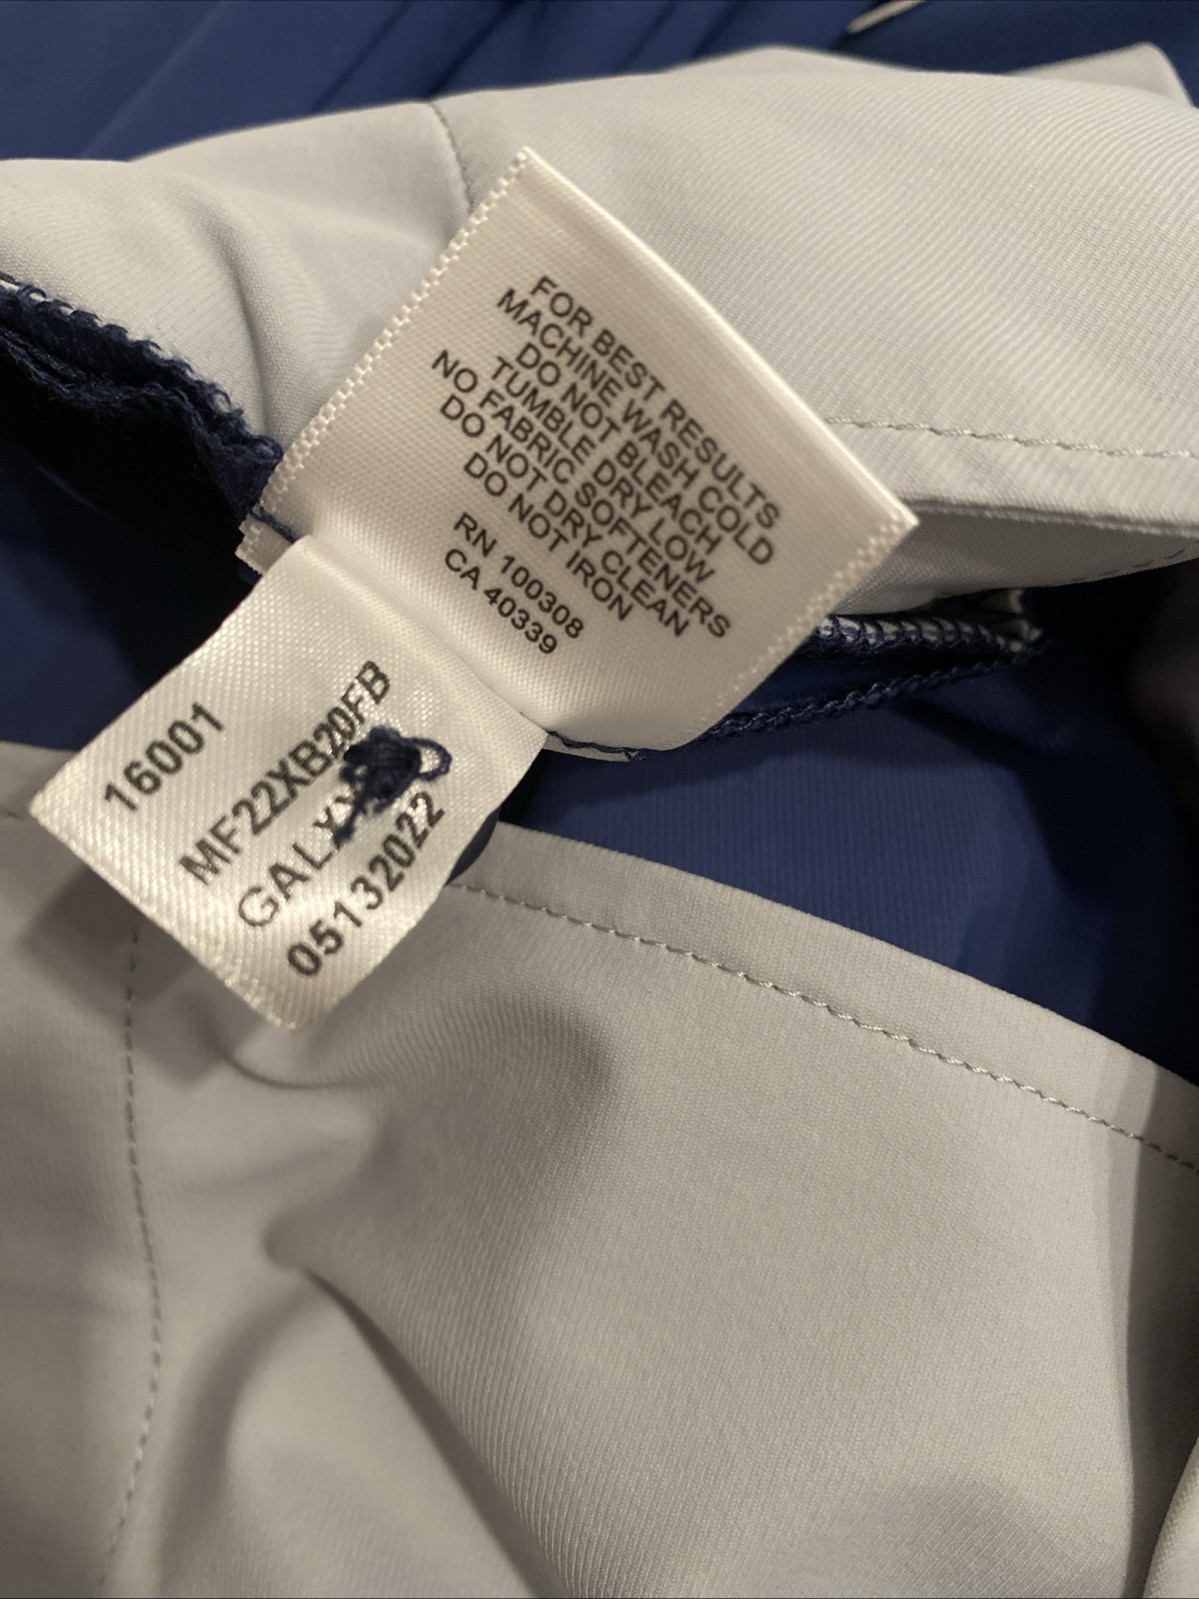 FOR BEST RESULTS
MACHINE WASH COLD
DO NOT BLEACH
TUMBLE DRY LOW
NO FABRIC SOFTENERS
DO NOT DRY CLEAN
DO NOT IRON
RN 100308
CA 40339
16001
MF22XB20FB
05132022